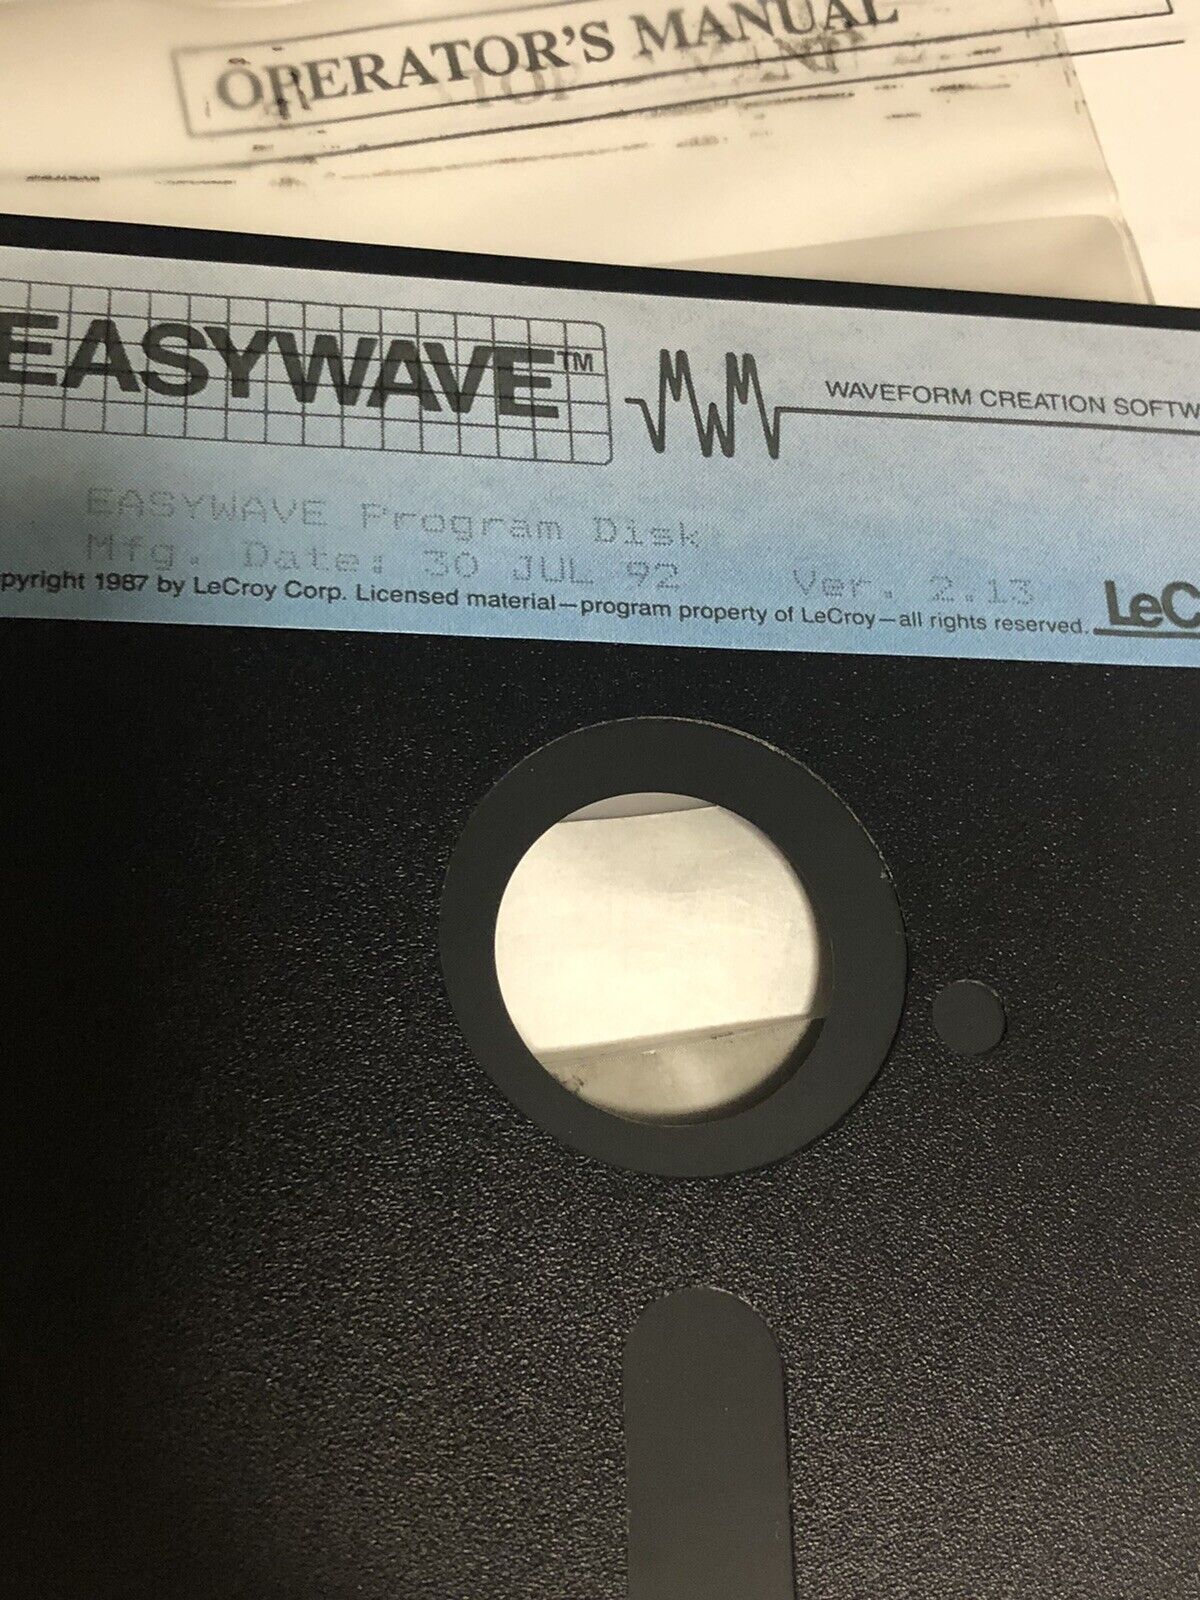 OPERATOR'S MANUAL
EASYWAVE™
WAVEFORM CREATION SOFTW
EASYWAVE Program Disk
Mfg. Date: 30 JUL 92 Ver. 2.13
pyright 1987 by LeCroy Corp. Licensed material—program property of LeCroy—all rights reserved.
LeC